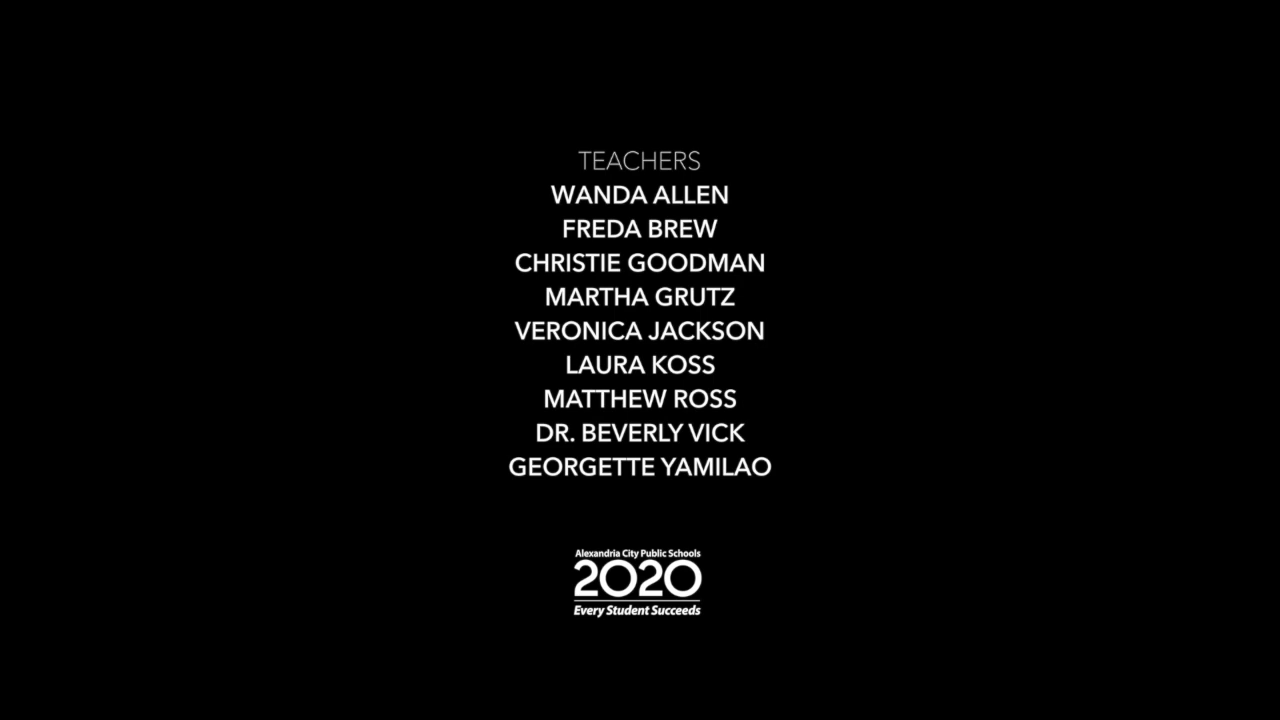 TEACHERS
WANDA ALLEN
FREDA BREW
CHRISTIE GOODMAN
MARTHA GRUTZ
VERONICA JACKSON
LAURA KOSS
MATTHEW ROSS
DR. BEVERLY VICK
GEORGETTE YAMILAO
Alexandria City Public Schools
2020
Every Student Succeeds